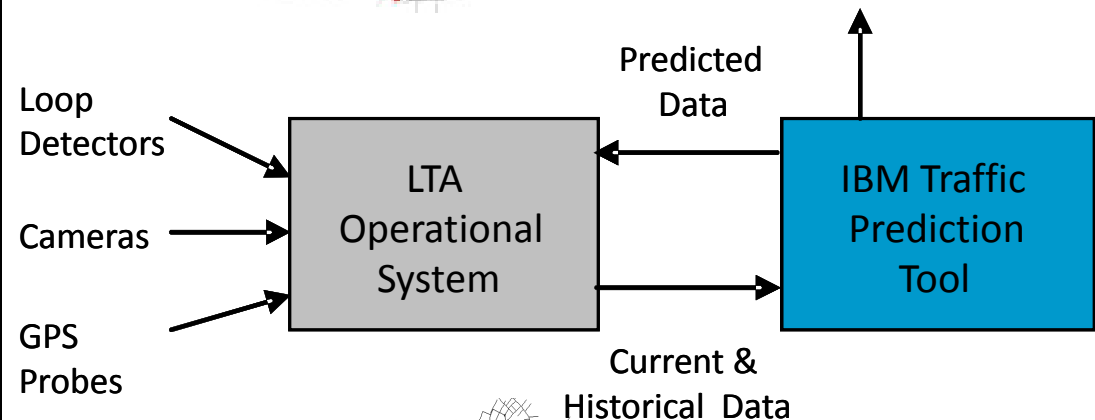 Loop
Detectors
Cameras
GPS
Probes
LTA
Operational
System
Predicted
Data
Current &
Historical Data
IBM Traffic
Prediction
Tool